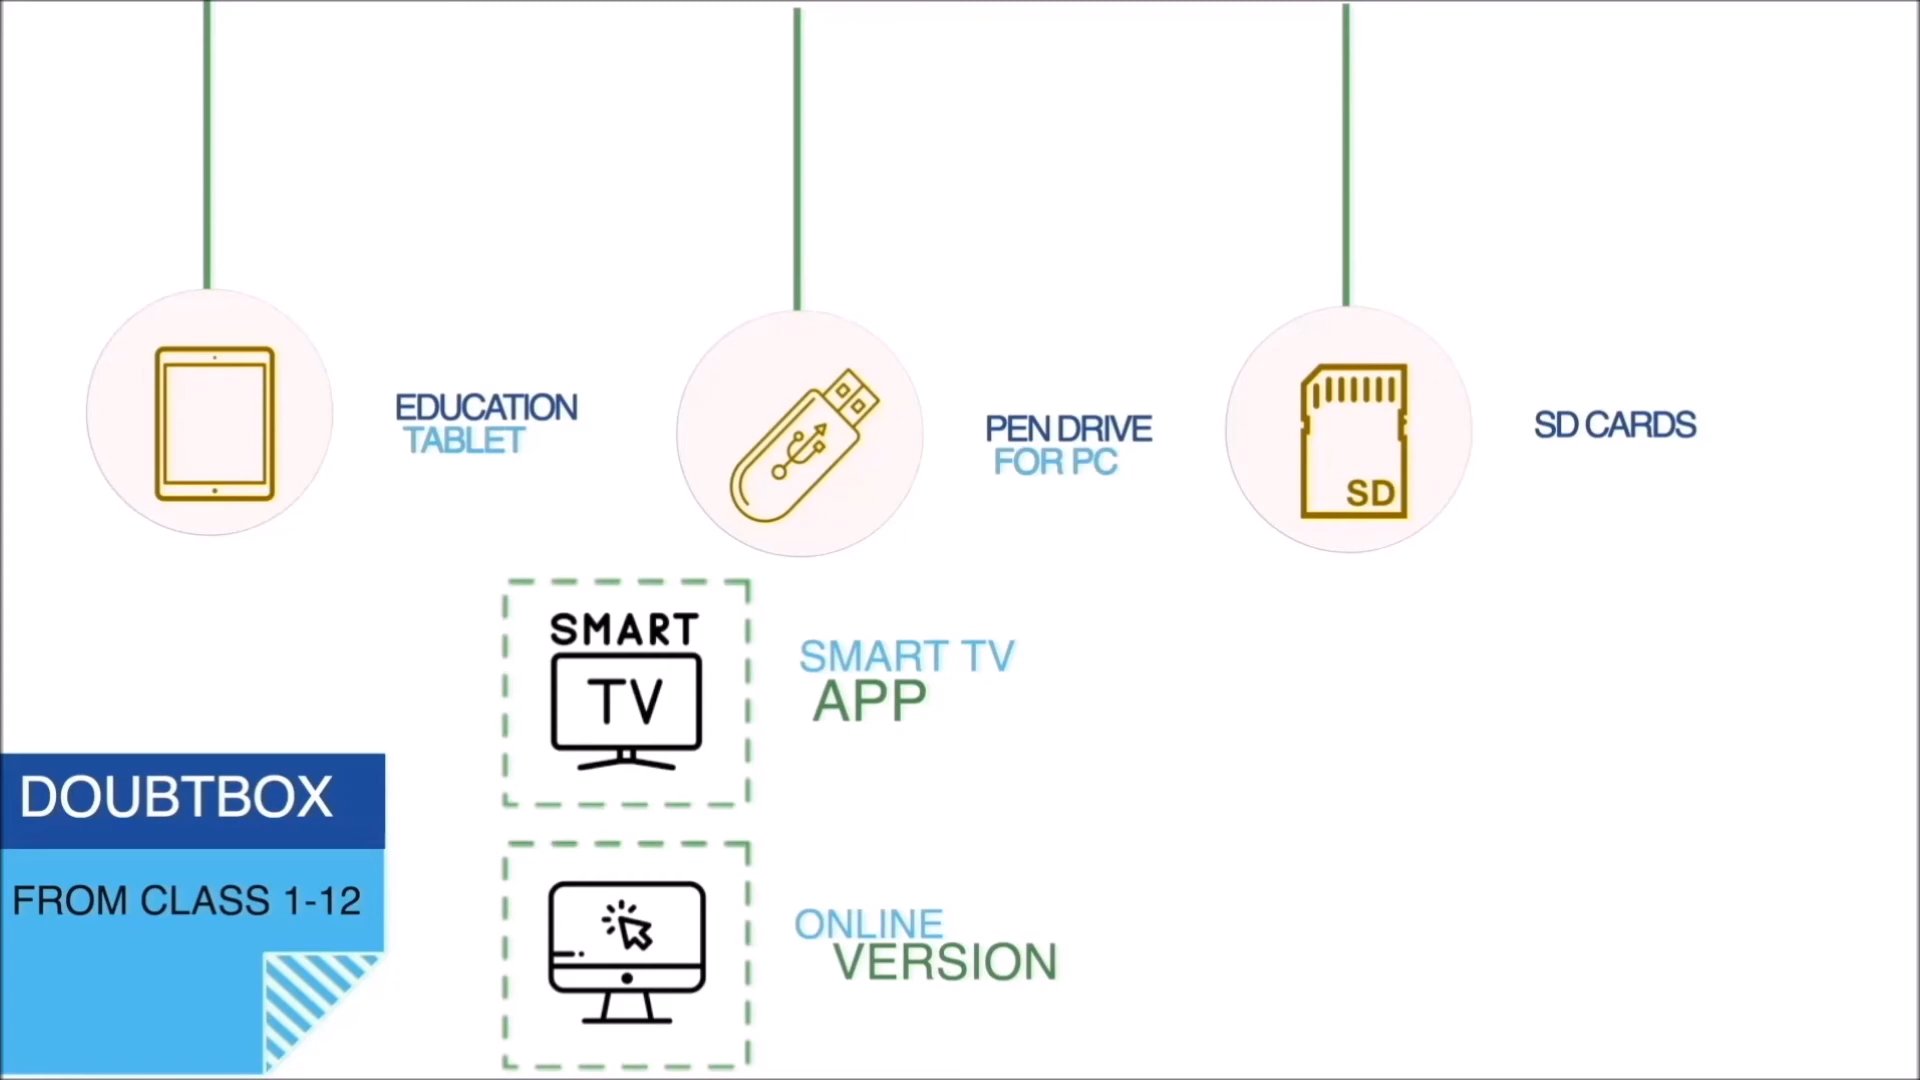 EDUCATION
TABLET
PEN DRIVE
FOR PC
SD
SD CARDS
SMART
TV
SMART TV
APP
DOUBTBOX
FROM CLASS 1-12
ONLINE
VERSION